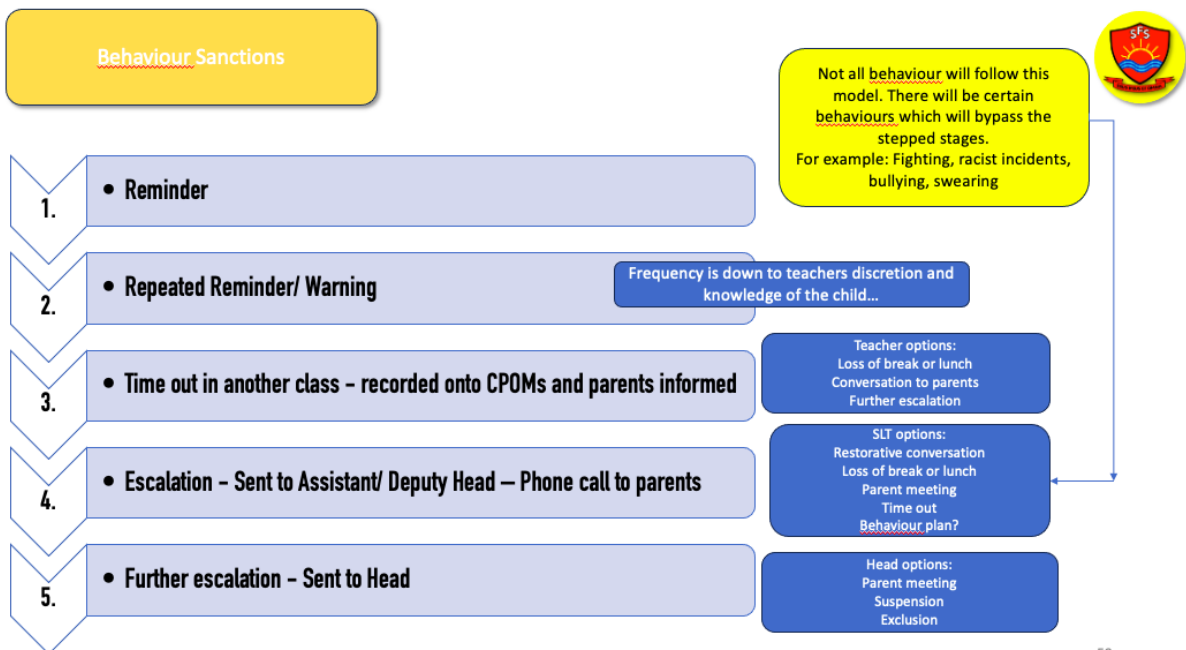 Behaviour Sanctions
SFS
Not all behaviour will follow this
model. There will be certain
behaviours which will bypass the
stepped stages.
For example: Fighting, racist incidents,
bullying, swearing
1.
• Reminder
2.
• Repeated Reminder/ Warning
Frequency is down to teachers discretion and
knowledge of the child…
3.
• Time out in another class – recorded onto CPOMs and parents informed
Teacher options:
Loss of break or lunch
Conversation to parents
Further escalation
4.
• Escalation – Sent to Assistant/ Deputy Head – Phone call to parents
SLT options:
Restorative conversation
Loss of break or lunch
Parent meeting
Time out
Behaviour plan?
5.
• Further escalation – Sent to Head
Head options:
Parent meeting
Suspension
Exclusion